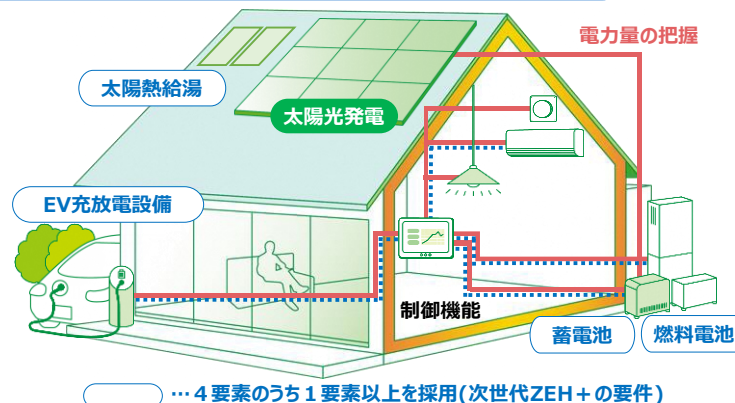 電力量の把握
太陽熱給湯
太陽光発電
EV充放電設備
制御機能
蓄電池
燃料電池
…４要素のうち１要素以上を採用(次世代ZEH+の要件)